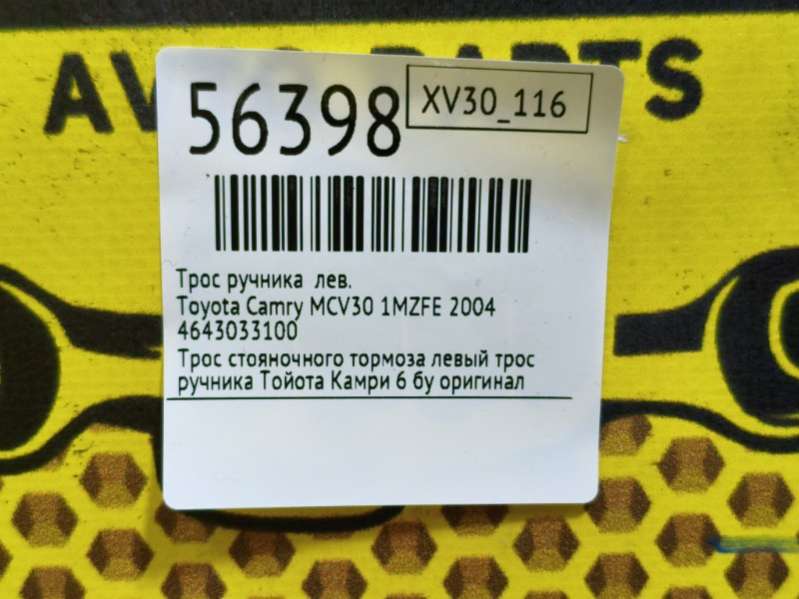 PARTS
56398
XV30_116
Трос ручника лев.
Toyota Camry MCV30 1MZFE 2004
4643033100
Трос стояночного тормоза левый трос
ручника Тойота Камри 6 бу оригинал